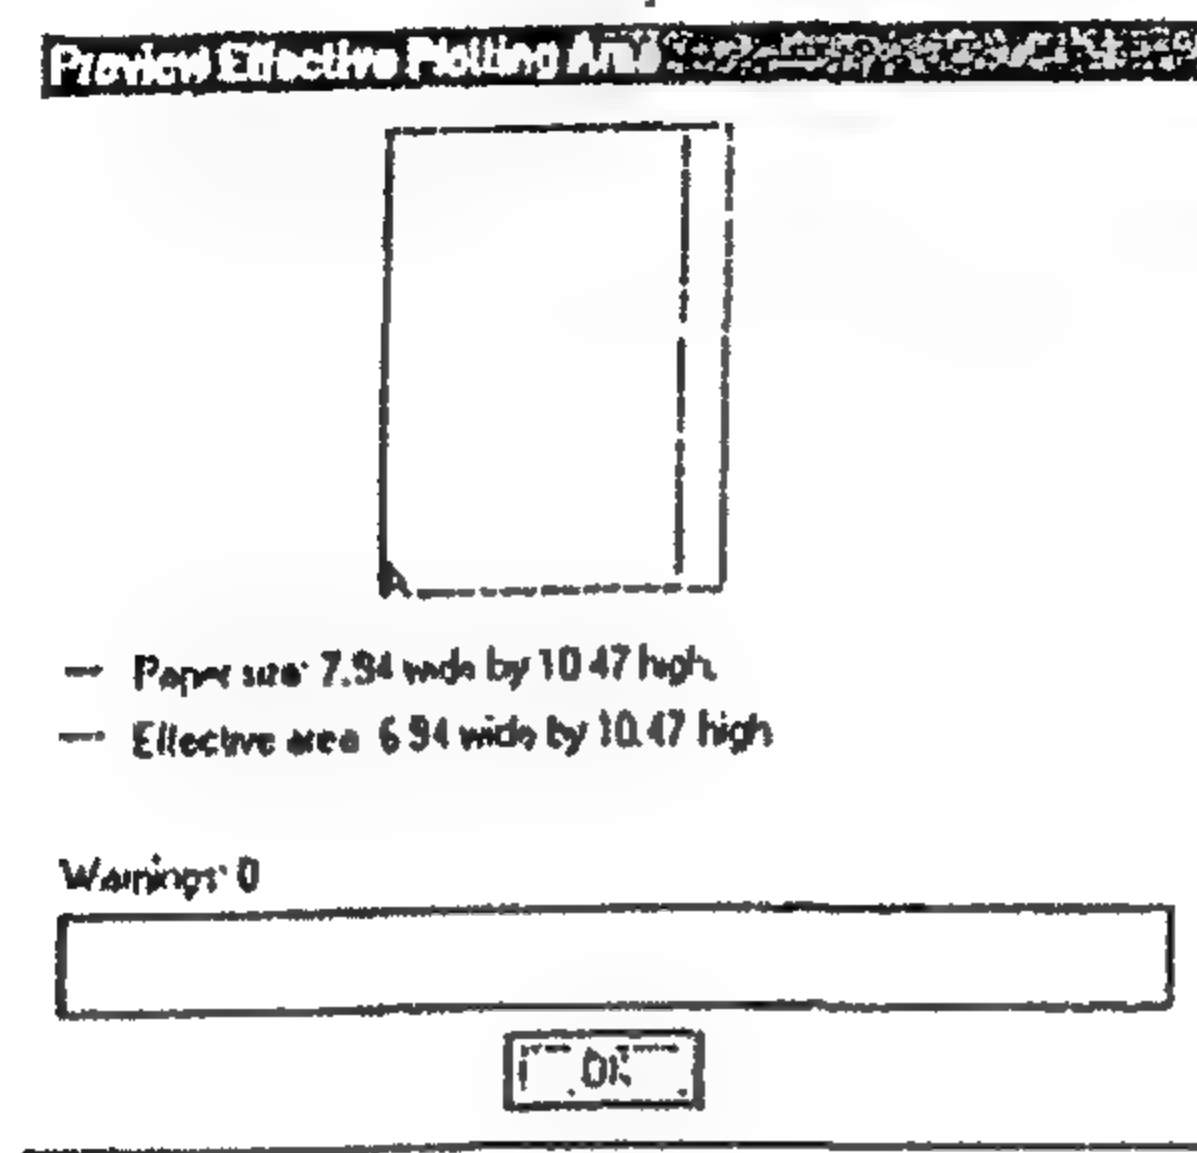 Preview Effective Plotting Area
Paper size: 7.94 wide by 10.47 high.
Effective area: 6.94 wide by 10.47 high
Warnings: 0
OK